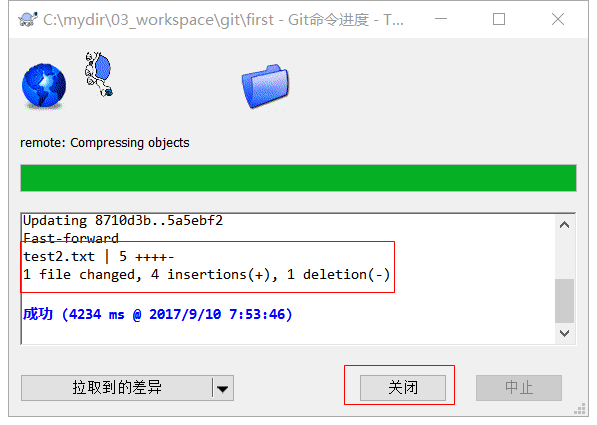 C:\mydir\03_workspace\git\first - Git命令进度 - T...
remote: Compressing objects
Updating 8710d3b..5a5ebf2
Fast-forward
test2.txt | 5 ++++-
1 file changed, 4 insertions(+), 1 deletion(-)
成功 (4234 ms @ 2017/9/10 7:53:46)
拉取到的差异 关闭 中止